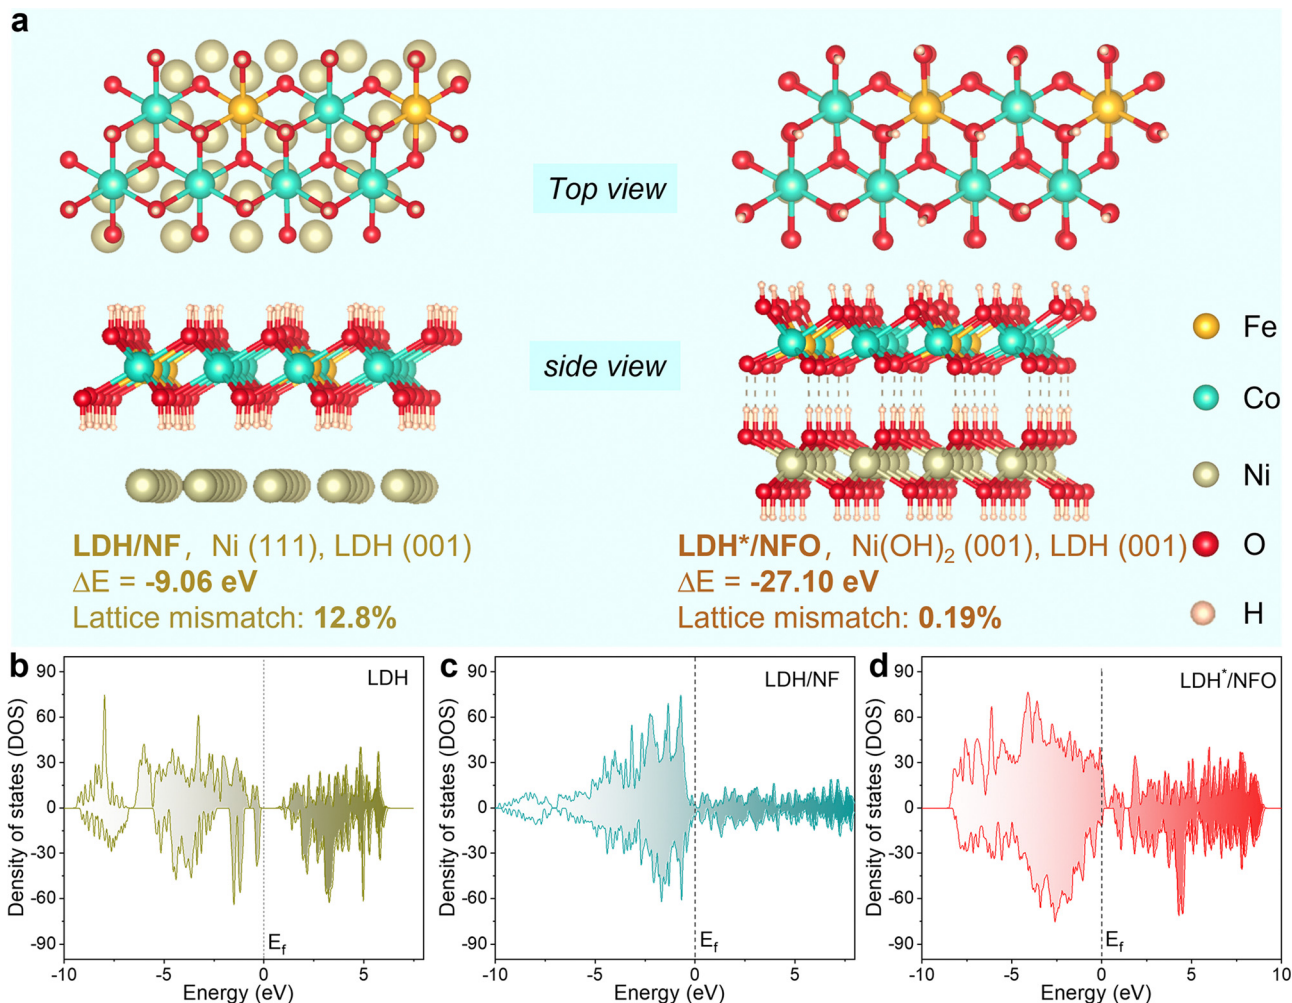 a
Top view
side view
Fe
Co
Ni
O
H
LDH/NF, Ni (111), LDH (001)
ΔE = -9.06 eV
Lattice mismatch: 12.8%
LDH*/NFO, Ni(OH)₂ (001), LDH (001)
ΔE = -27.10 eV
Lattice mismatch: 0.19%
b
Density of states (DOS)
90
60
30
0
-30
-60
-90
LDH
E_f
-10
-5
0
5
Energy (eV)
c
Density of states (DOS)
90
60
30
0
-30
-60
-90
LDH/NF
E_f
-10
-5
0
5
Energy (eV)
d
Density of states (DOS)
90
60
30
0
-30
-60
-90
LDH*/NFO
E_f
-10
-5
0
5
10
Energy (eV)